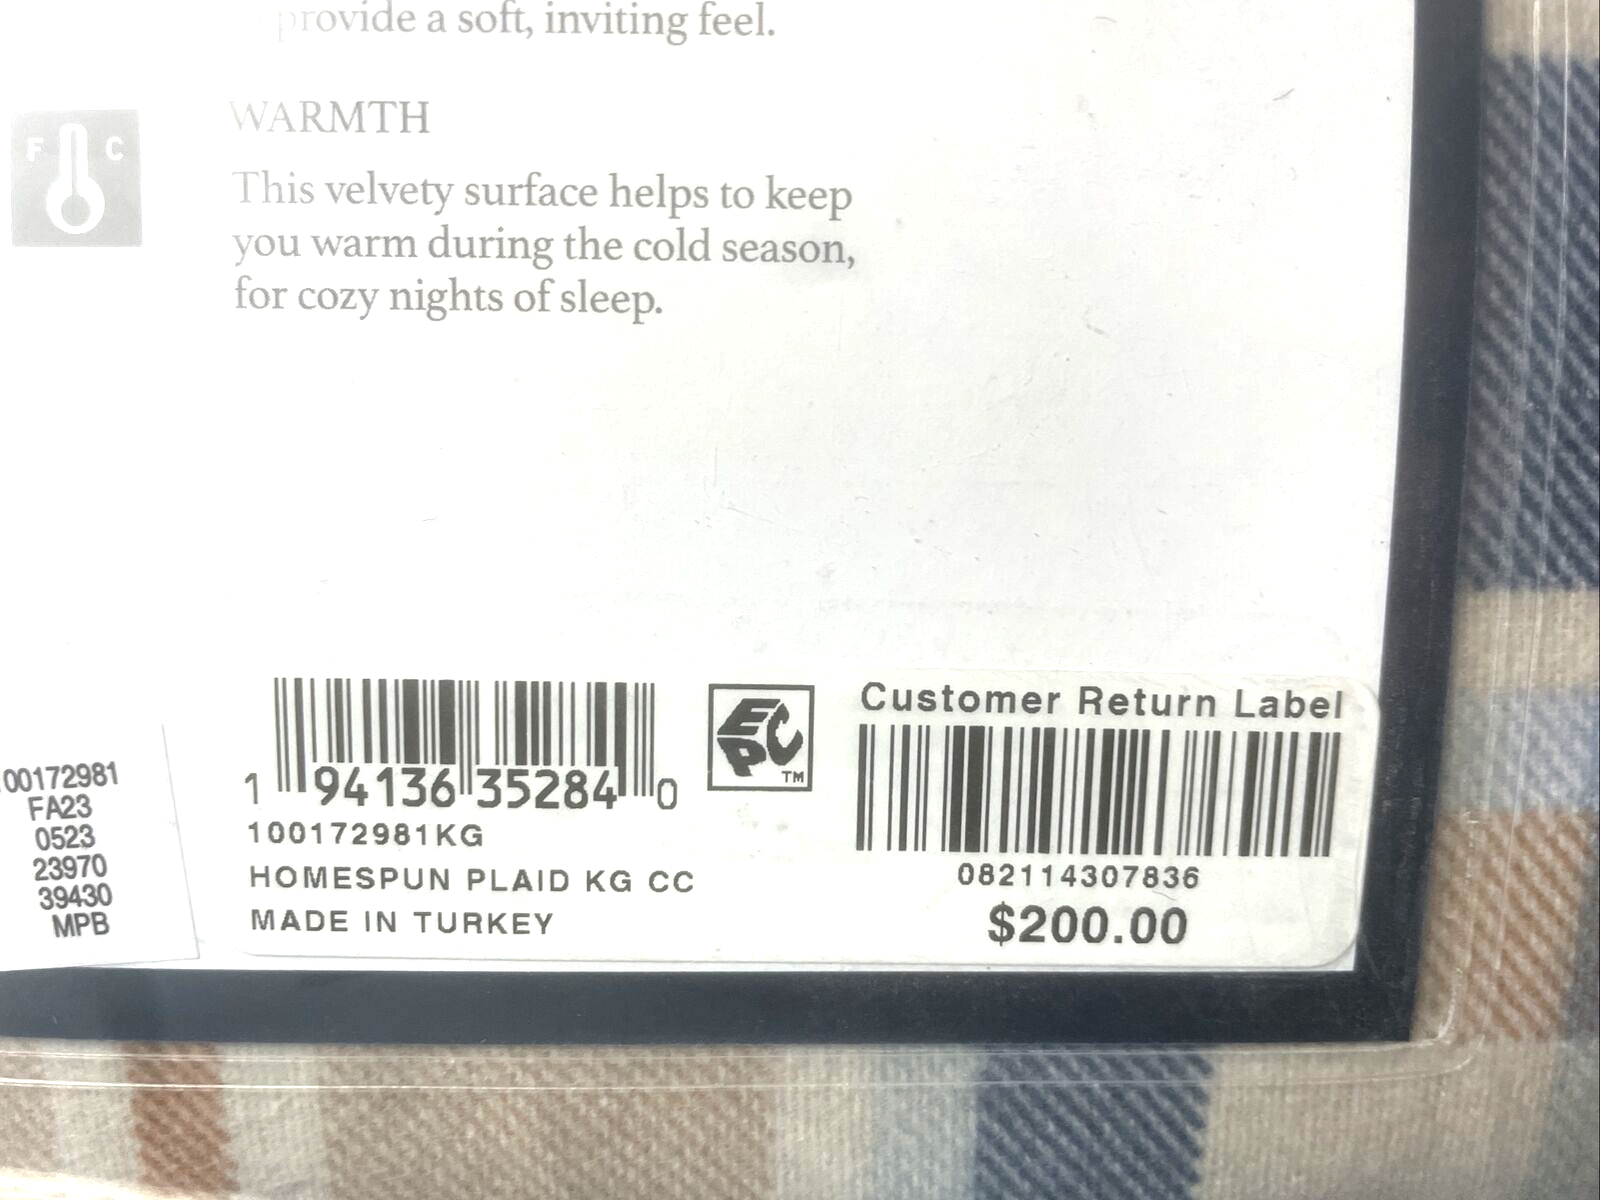 provide a soft, inviting feel.
F C
WARMTH
This velvety surface helps to keep
you warm during the cold season,
for cozy nights of sleep.
00172981
FA23
0523
23970
39430
MPB
1 94136 35284 0
100172981KG
HOMESPUN PLAID KG CC
MADE IN TURKEY
EPC
TM
Customer Return Label
082114307836
$200.00